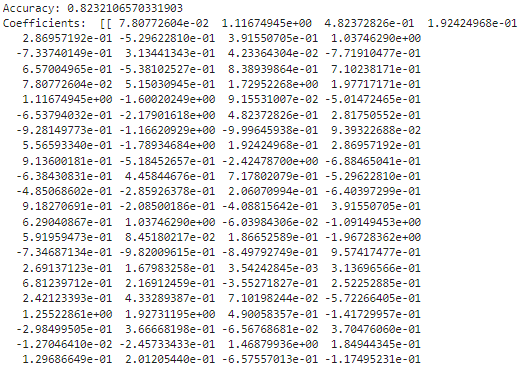 Accuracy: 0.8232106570331903
Coefficients:  [[ 7.80772604e-02  1.11674945e+00  4.82372826e-01  1.92424968e-01
2.86957192e-01 -5.29622810e-01  3.91550705e-01  1.03746290e+00
-7.33740149e-01  3.13441343e-01  4.23364304e-02 -7.71910477e-01
6.57004965e-01 -5.38102527e-01  8.38939864e-01  7.10238171e-01
7.80772604e-02  5.15030945e-01  1.72952268e+00  1.97717171e-01
1.11674945e+00 -1.60020249e+00  9.15531007e-02 -5.01472465e-01
-6.53794032e-01 -2.17901618e+00  4.82372826e-01  2.81750552e-01
-9.28149773e-01 -1.16620929e+00 -9.99645938e-01  9.39322688e-02
5.56593340e-01 -1.78934684e+00  1.92424968e-01  2.86957192e-01
9.13600181e-01 -5.18452657e-01 -2.42478700e+00 -6.88465041e-01
-6.38430831e-01  4.45844676e-01  7.17802079e-01 -5.29622810e-01
-4.85068602e-01 -2.85926378e-01  2.06070994e-01 -6.40397299e-01
9.18270691e-01 -2.08500186e-01 -4.08815642e-01  3.91550705e-01
6.29040867e-01  1.03746290e+00 -6.03984306e-02 -1.09149453e+00
5.91959473e-01  8.45180217e-02  1.86652589e-01 -1.96728362e+00
-7.34687134e-01 -9.82009615e-01 -8.49792749e-01  9.57417477e-01
2.69137123e-01  1.67983258e-01  3.54242845e-03  3.13696566e-01
6.81239712e-01  2.16912459e-01 -3.55271827e-01  2.52252885e-01
2.42123393e-01  4.33289387e-01  7.10198244e-02 -5.72266405e-01
1.25522861e+00  1.92731195e+00  4.90058357e-01 -1.41729957e-01
-2.98499505e-01  3.66668198e-01 -6.56768681e-02  3.70476060e-01
-1.27046410e-02 -2.45733433e-01  1.46879936e+00  1.84944345e-01
1.29686649e-01  2.01205440e-01 -6.57557013e-01 -1.17495231e-01